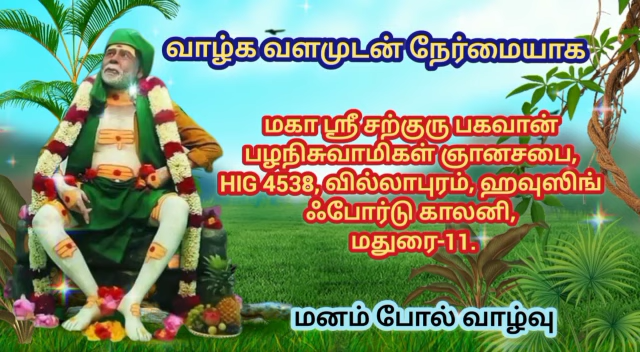 வாழ்க வளமுடன் நேர்மையாக
மகா ஸ்ரீ சற்குரு பகவான்
பழநிசுவாமிகள் ஞானசபை,
HIG 4538, வில்லாபுரம், ஹவுஸிங்
ஃபோர்டு காலனி,
மதுரை-11.
மனம் போல் வாழ்வு